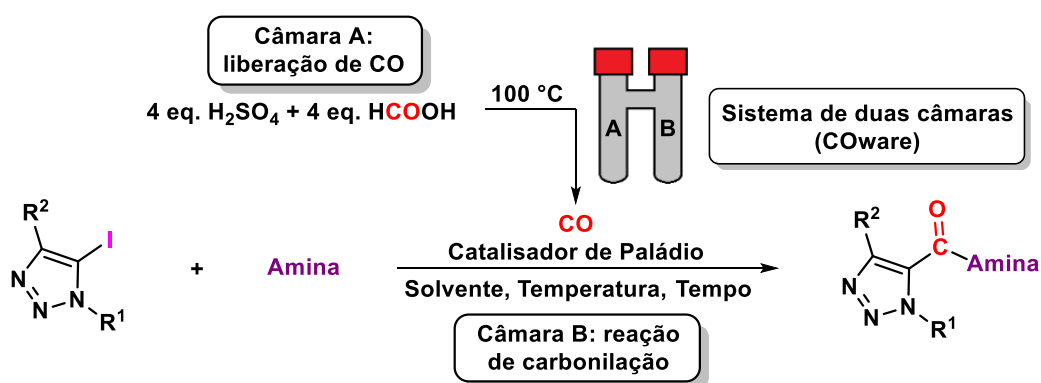 Câmara A:
liberação de CO
4 eq. H₂SO₄ + 4 eq. HCOOH
100 °C
A B
Sistema de duas câmaras
(COware)
CO
R²
I
N
N
N
R¹
+
Amina
Catalisador de Paládio
Solvente, Temperatura, Tempo
Câmara B: reação
de carbonilação
O
R²
C
Amina
N
N
N
R¹